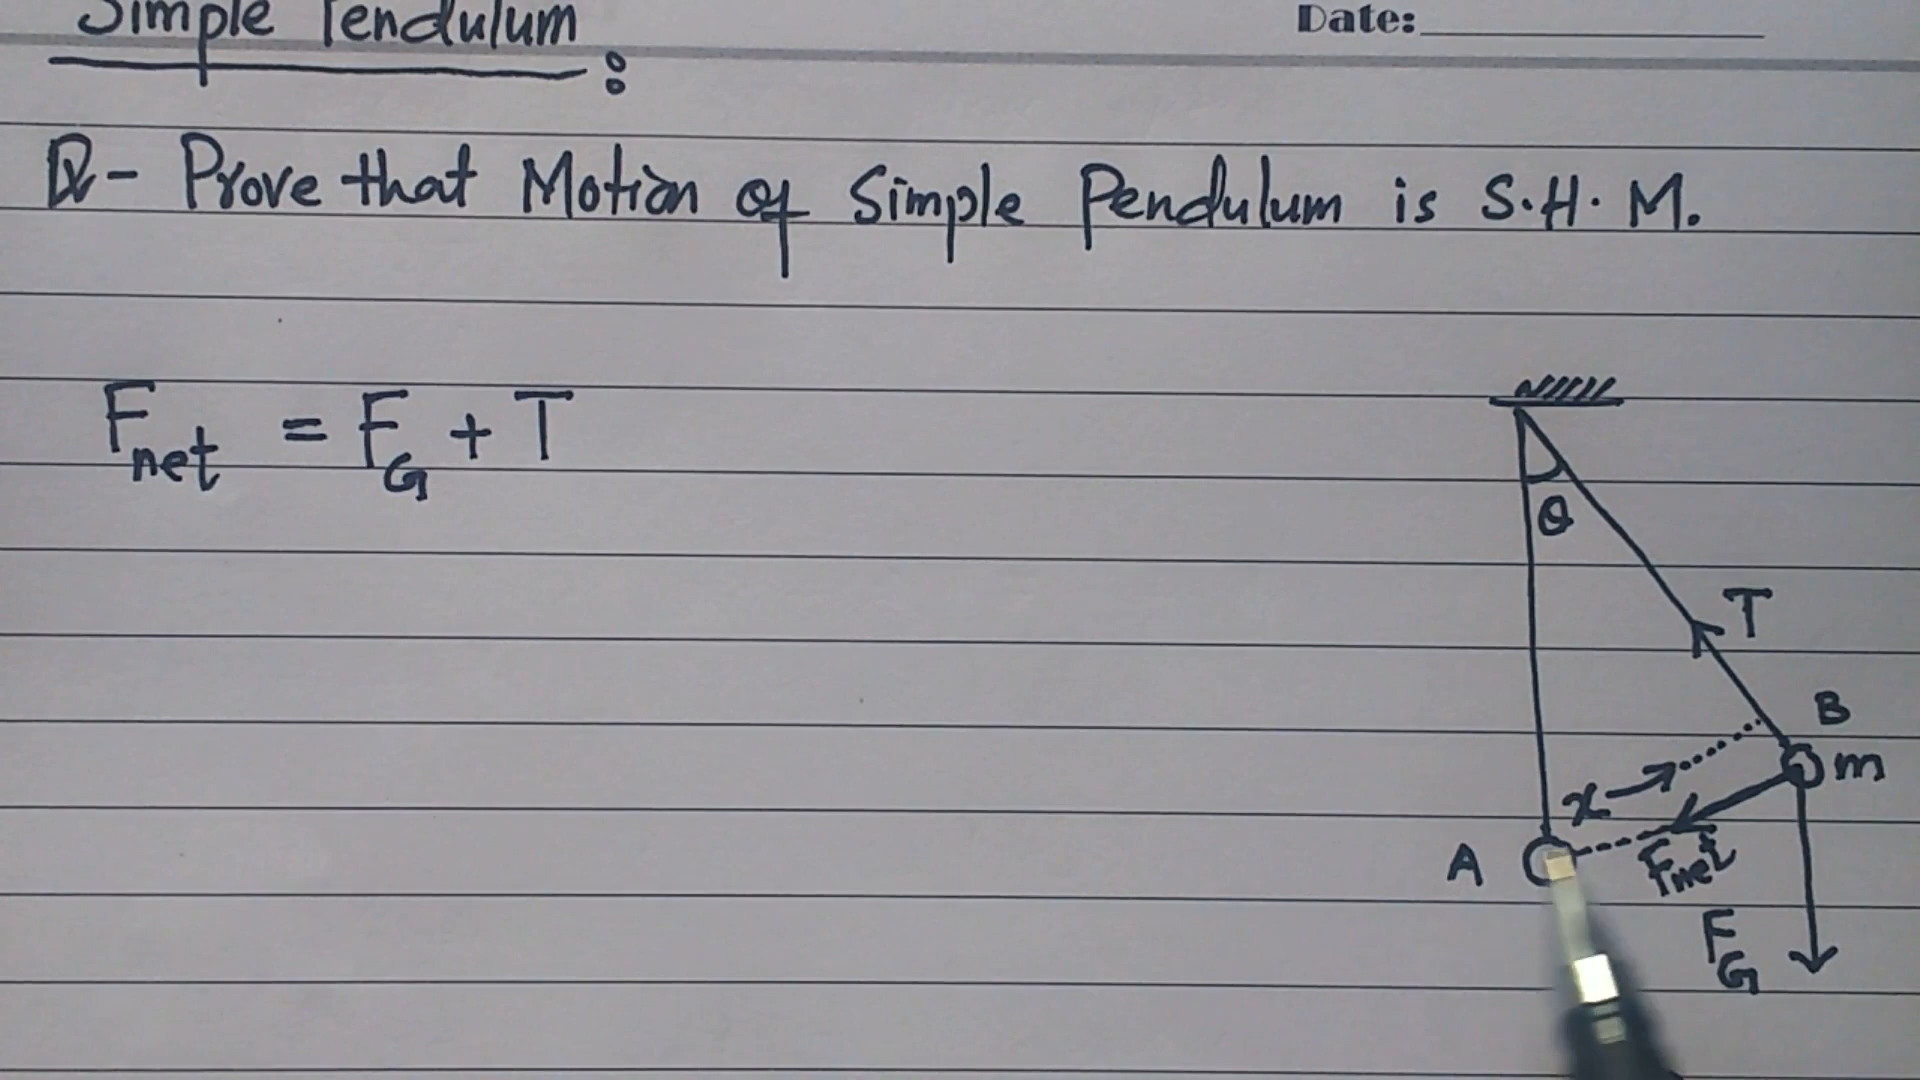 Simple Pendulum :
Date:
Q- Prove that Motion of Simple Pendulum is S.H.M.
Fnet = FG + T
θ
T
B
m
x
A
Fnet
FG